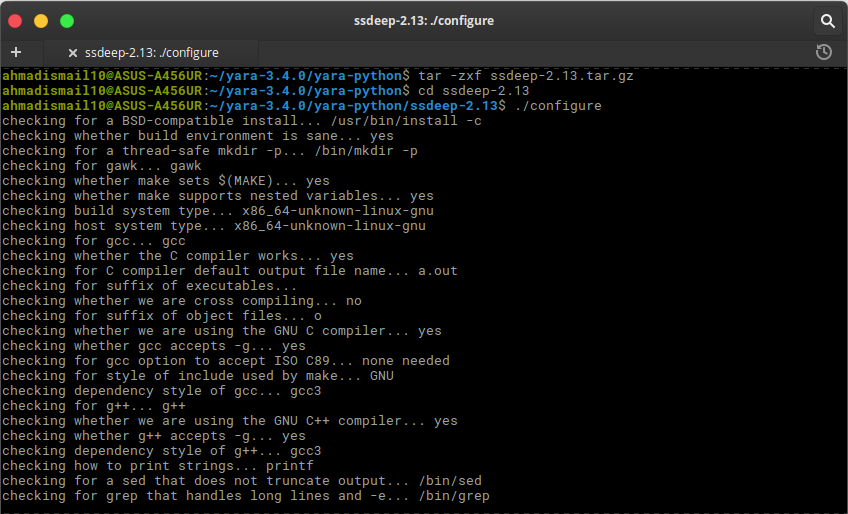 ssdeep-2.13: ./configure
+ × ssdeep-2.13: ./configure
ahmadismail10@ASUS-A456UR:~/yara-3.4.0/yara-python$ tar -zxf ssdeep-2.13.tar.gz
ahmadismail10@ASUS-A456UR:~/yara-3.4.0/yara-python$ cd ssdeep-2.13
ahmadismail10@ASUS-A456UR:~/yara-3.4.0/yara-python/ssdeep-2.13$ ./configure
checking for a BSD-compatible install... /usr/bin/install -c
checking whether build environment is sane... yes
checking for a thread-safe mkdir -p... /bin/mkdir -p
checking for gawk... gawk
checking whether make sets $(MAKE)... yes
checking whether make supports nested variables... yes
checking build system type... x86_64-unknown-linux-gnu
checking host system type... x86_64-unknown-linux-gnu
checking for gcc... gcc
checking whether the C compiler works... yes
checking for C compiler default output file name... a.out
checking for suffix of executables...
checking whether we are cross compiling... no
checking for suffix of object files... o
checking whether we are using the GNU C compiler... yes
checking whether gcc accepts -g... yes
checking for gcc option to accept ISO C89... none needed
checking for style of include used by make... GNU
checking dependency style of gcc... gcc3
checking for g++... g++
checking whether we are using the GNU C++ compiler... yes
checking whether g++ accepts -g... yes
checking dependency style of g++... gcc3
checking how to print strings... printf
checking for a sed that does not truncate output... /bin/sed
checking for grep that handles long lines and -e... /bin/grep